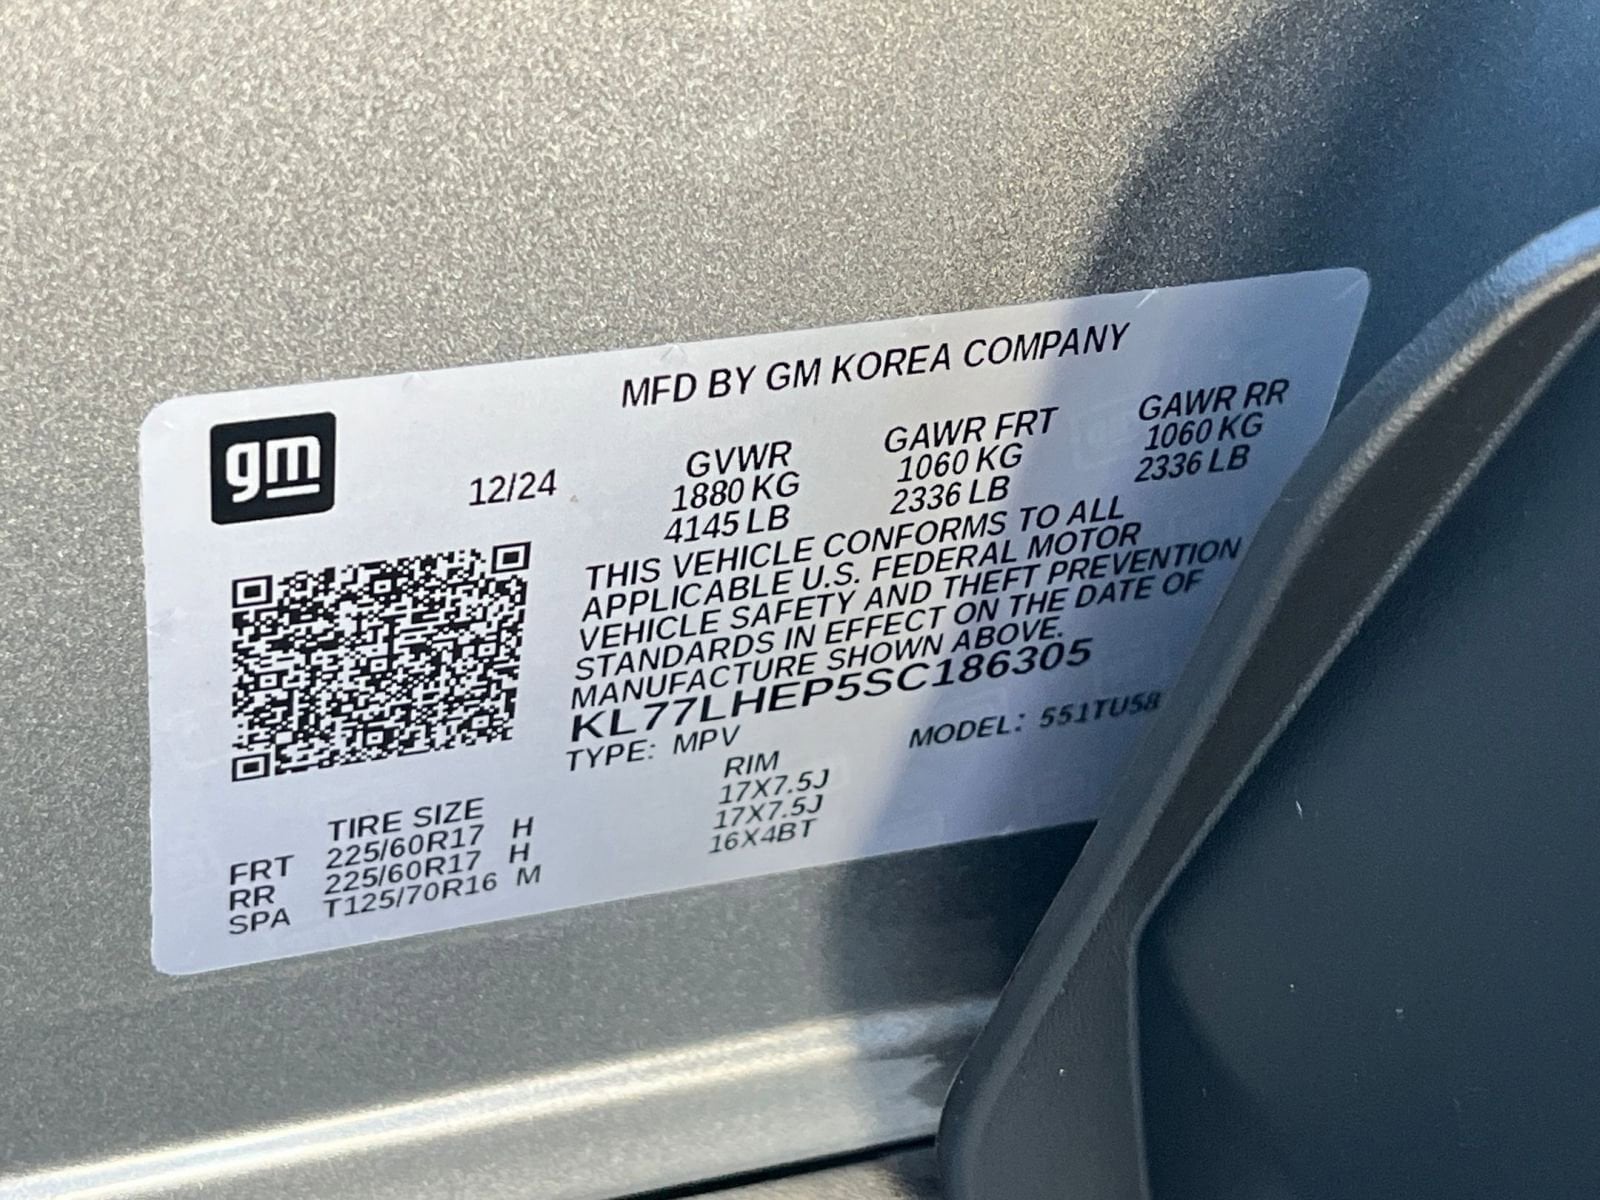 MFD BY GM KOREA COMPANY
gm
12/24
GVWR GAWR FRT GAWR RR
1880 KG 1060 KG 1060 KG
4145 LB 2336 LB 2336 LB
THIS VEHICLE CONFORMS TO ALL
APPLICABLE U.S. FEDERAL MOTOR
VEHICLE SAFETY AND THEFT PREVENTION
STANDARDS IN EFFECT ON THE DATE OF
MANUFACTURE SHOWN ABOVE.
KL77LHEP5SC186305
TYPE: MPV MODEL: 551TU58
TIRE SIZE RIM
FRT 225/60R17 H 17X7.5J
RR 225/60R17 H 17X7.5J
SPA T125/70R16 M 16X4BT